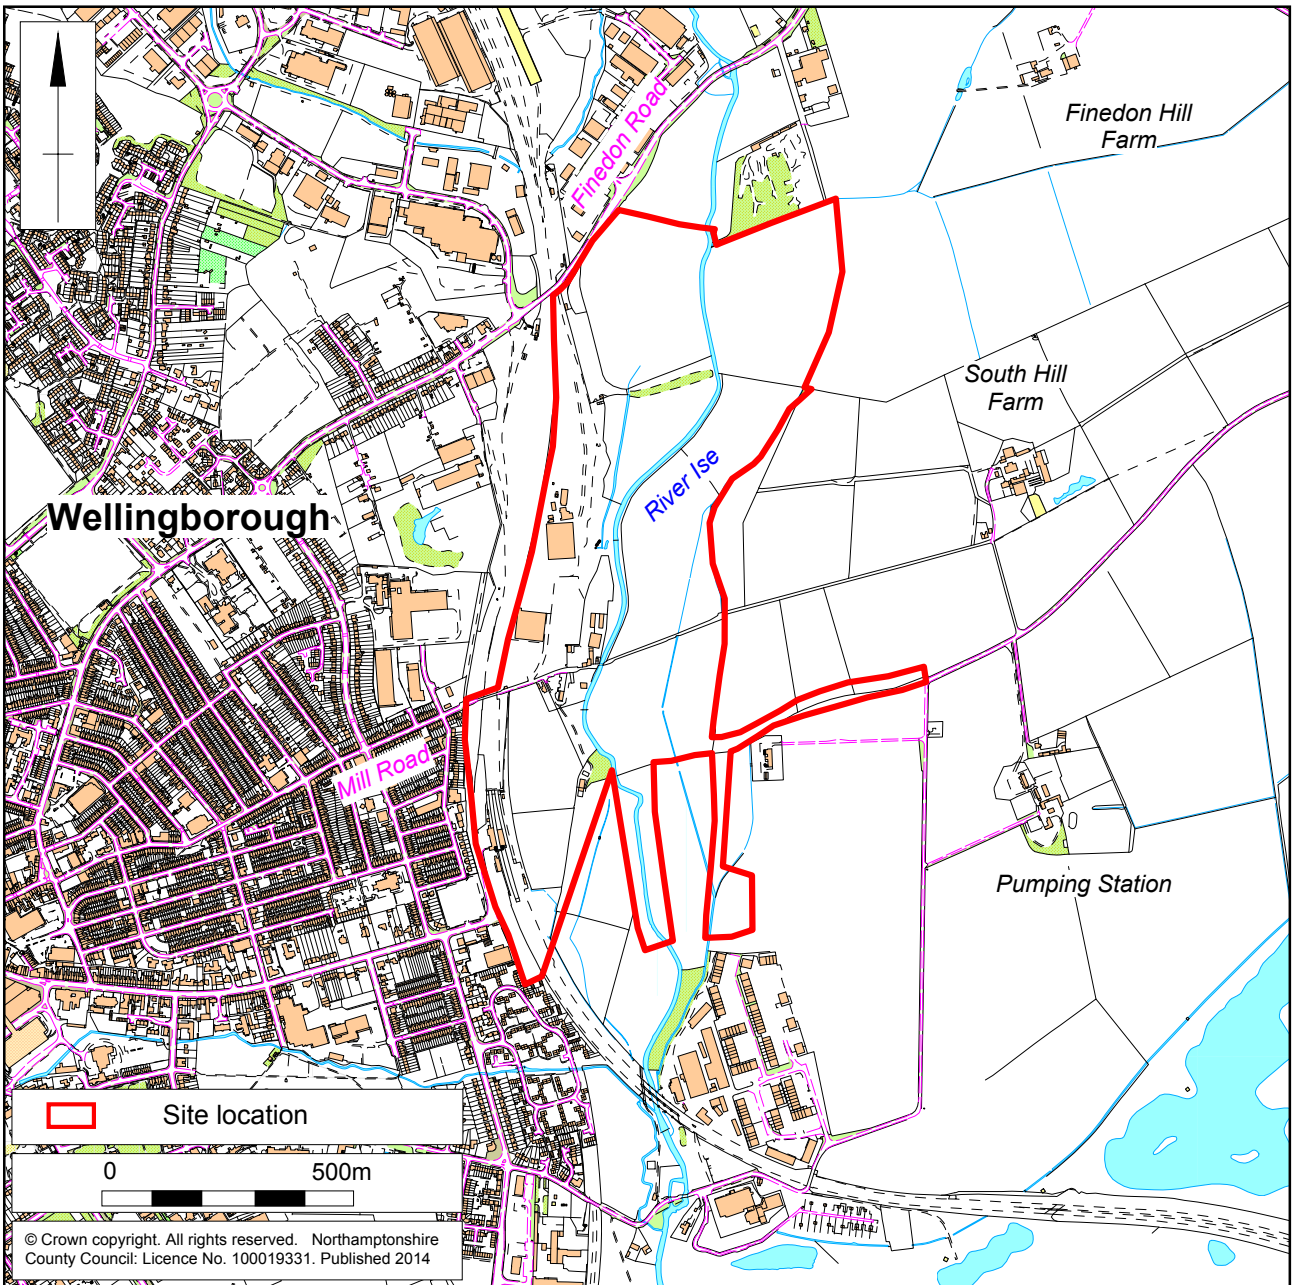 Finedon Road
Finedon Hill
Farm
South Hill
Farm
River Ise
Wellingborough
Mill Road
Pumping Station
Site location
0 500m
© Crown copyright. All rights reserved. Northamptonshire
County Council: Licence No. 100019331. Published 2014